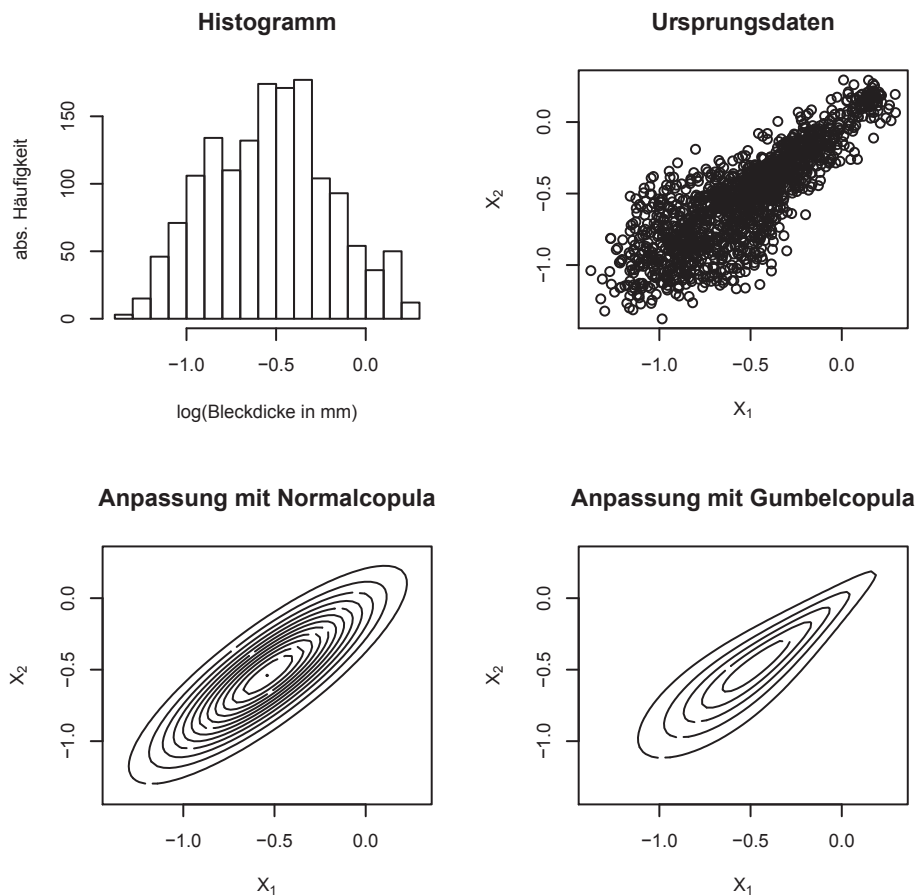 Histogramm
abs. Häufigkeit
0 50 100 150
−1.0 −0.5 0.0
log(Bleckdicke in mm)
Ursprungsdaten
X2
−1.0 −0.5 0.0
−1.0 −0.5 0.0
X1
Anpassung mit Normalcopula
X2
−1.0 −0.5 0.0
−1.0 −0.5 0.0
X1
Anpassung mit Gumbelcopula
X2
−1.0 −0.5 0.0
−1.0 −0.5 0.0
X1